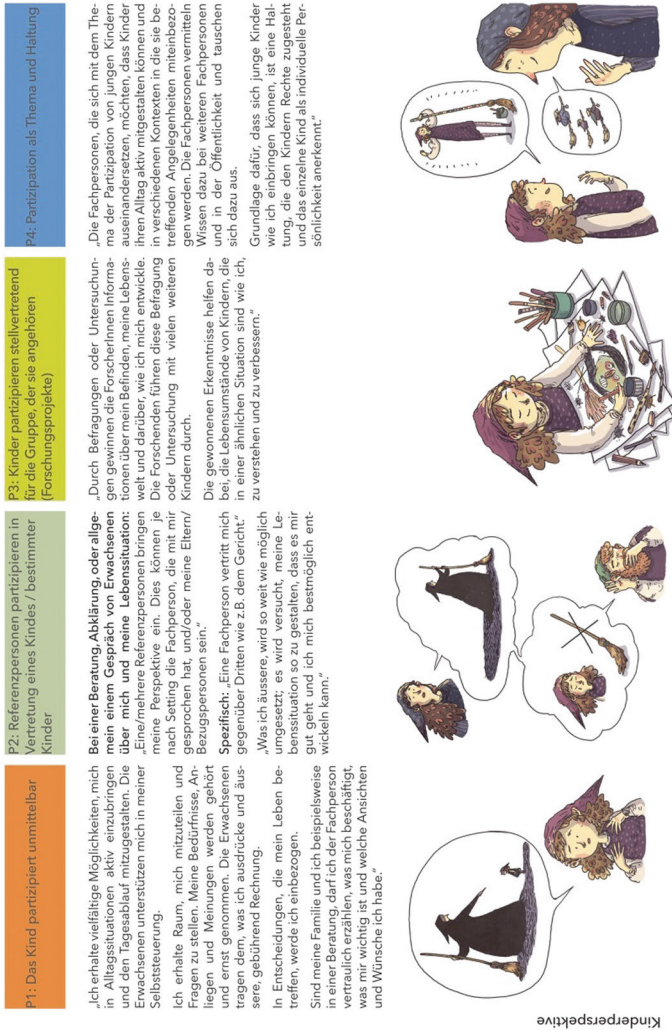 Kinderperspektive
P1: Das Kind partizipiert unmittelbar
„Ich erhalte vielfältige Möglichkeiten, mich
in Alltagssituationen aktiv einzubringen
und den Tagesablauf mitzugestalten. Die
Erwachsenen unterstützen mich in meiner
Selbststeuerung.
Ich erhalte Raum, mich mitzuteilen und
Fragen zu stellen. Meine Bedürfnisse, An-
liegen und Meinungen werden gehört
und ernst genommen. Die Erwachsenen
tragen dem, was ich ausdrücke und äus-
sere, gebührend Rechnung.
In Entscheidungen, die mein Leben be-
treffen, werde ich einbezogen.
Sind meine Familie und ich beispielsweise
in einer Beratung, darf ich der Fachperson
vertraulich erzählen, was mich beschäftigt,
was mir wichtig ist und welche Ansichten
und Wünsche ich habe.“
P2: Referenzpersonen partizipieren in
Vertretung eines Kindes / bestimmter
Kinder
Bei einer Beratung, Abklärung, oder allge-
mein einem Gespräch von Erwachsenen
über mich und meine Lebenssituation:
„Eine/mehrere Referenzpersonen bringen
meine Perspektive ein. Dies können je
nach Setting die Fachperson, die mit mir
gesprochen hat, und/oder meine Eltern/
Bezugspersonen sein.“
Spezifisch: „Eine Fachperson vertritt mich
gegenüber Dritten wie z.B. dem Gericht.“
„Was ich äussere, wird so weit wie möglich
umgesetzt; es wird versucht, meine Le-
benssituation so zu gestalten, dass es mir
gut geht und ich mich bestmöglich ent-
wickeln kann.“
P3: Kinder partizipieren stellvertretend
für die Gruppe, der sie angehören
(Forschungsprojekte)
„Durch Befragungen oder Untersuchun-
gen gewinnen die ForscherInnen Informa-
tionen über mein Befinden, meine Lebens-
welt und darüber, wie ich mich entwickle.
Die Forschenden führen diese Befragung
oder Untersuchung mit vielen weiteren
Kindern durch.
Die gewonnenen Erkenntnisse helfen da-
bei, die Lebensumstände von Kindern, die
in einer ähnlichen Situation sind wie ich,
zu verstehen und zu verbessern.“
P4: Partizipation als Thema und Haltung
„Die Fachpersonen, die sich mit dem The-
ma der Partizipation von jungen Kindern
auseinandersetzen, möchten, dass Kinder
ihren Alltag aktiv mitgestalten können und
in verschiedenen Kontexten in die sie be-
treffenden Angelegenheiten miteinbezo-
gen werden. Die Fachpersonen vermitteln
Wissen dazu bei weiteren Fachpersonen
und in der Öffentlichkeit und tauschen
sich dazu aus.
Grundlage dafür, dass sich junge Kinder
wie ich einbringen können, ist eine Hal-
tung, die den Kindern Rechte zugesteht
und das einzelne Kind als individuelle Per-
sönlichkeit anerkennt.“